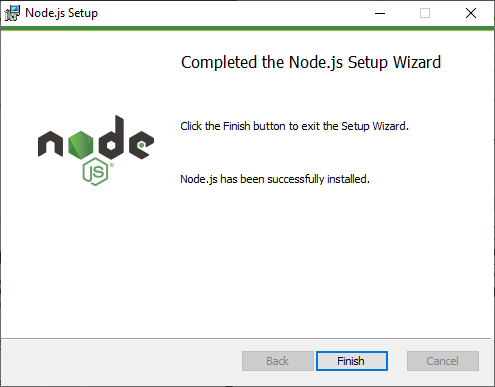 Node.js Setup
Completed the Node.js Setup Wizard
Click the Finish button to exit the Setup Wizard.
node
JS
®
Node.js has been successfully installed.
Back
Finish
Cancel